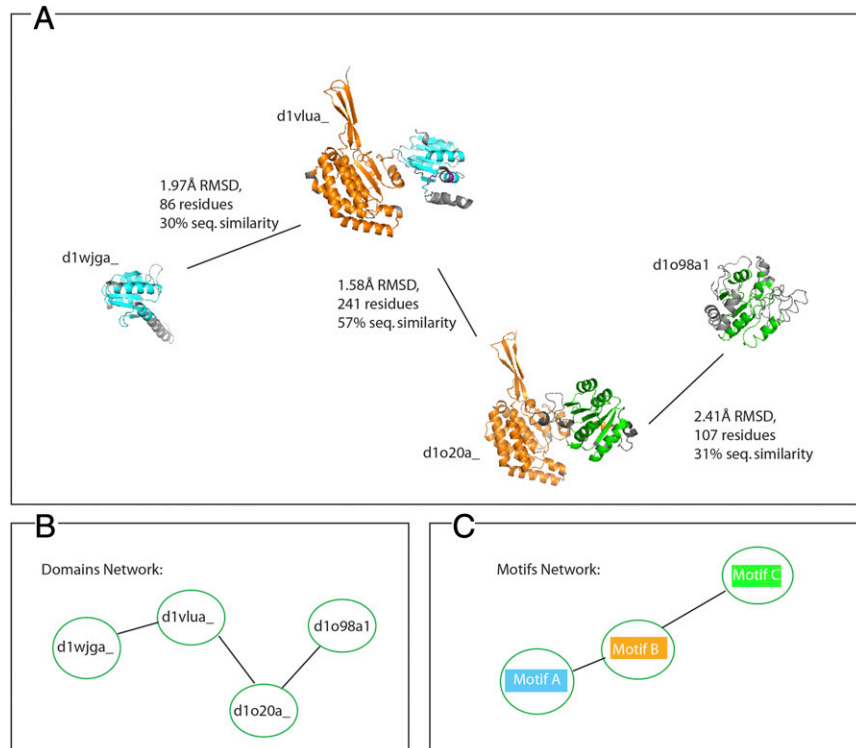 A
d1vlua_
1.97Å RMSD,
86 residues
30% seq. similarity
d1wjga_
d1o98a1
1.58Å RMSD,
241 residues
57% seq. similarity
d1o20a_
2.41Å RMSD,
107 residues
31% seq. similarity
B
Domains Network:
d1wjga_
d1vlua_
d1o98a1
d1o20a_
C
Motifs Network:
Motif C
Motif B
Motif A